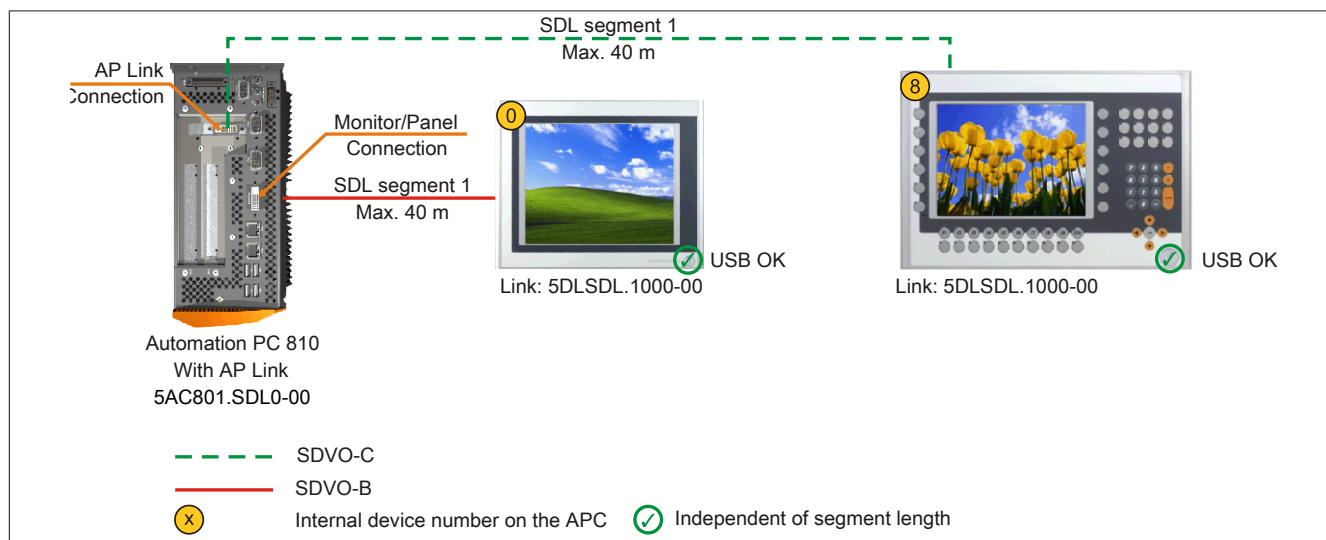 SDL segment 1
Max. 40 m
AP Link
Connection
8
0
Monitor/Panel
Connection
SDL segment 1
Max. 40 m
USB OK
USB OK
Link: 5DLSDL.1000-00
Link: 5DLSDL.1000-00
Automation PC 810
With AP Link
5AC801.SDL0-00
SDVO-C
SDVO-B
x Internal device number on the APC
Independent of segment length